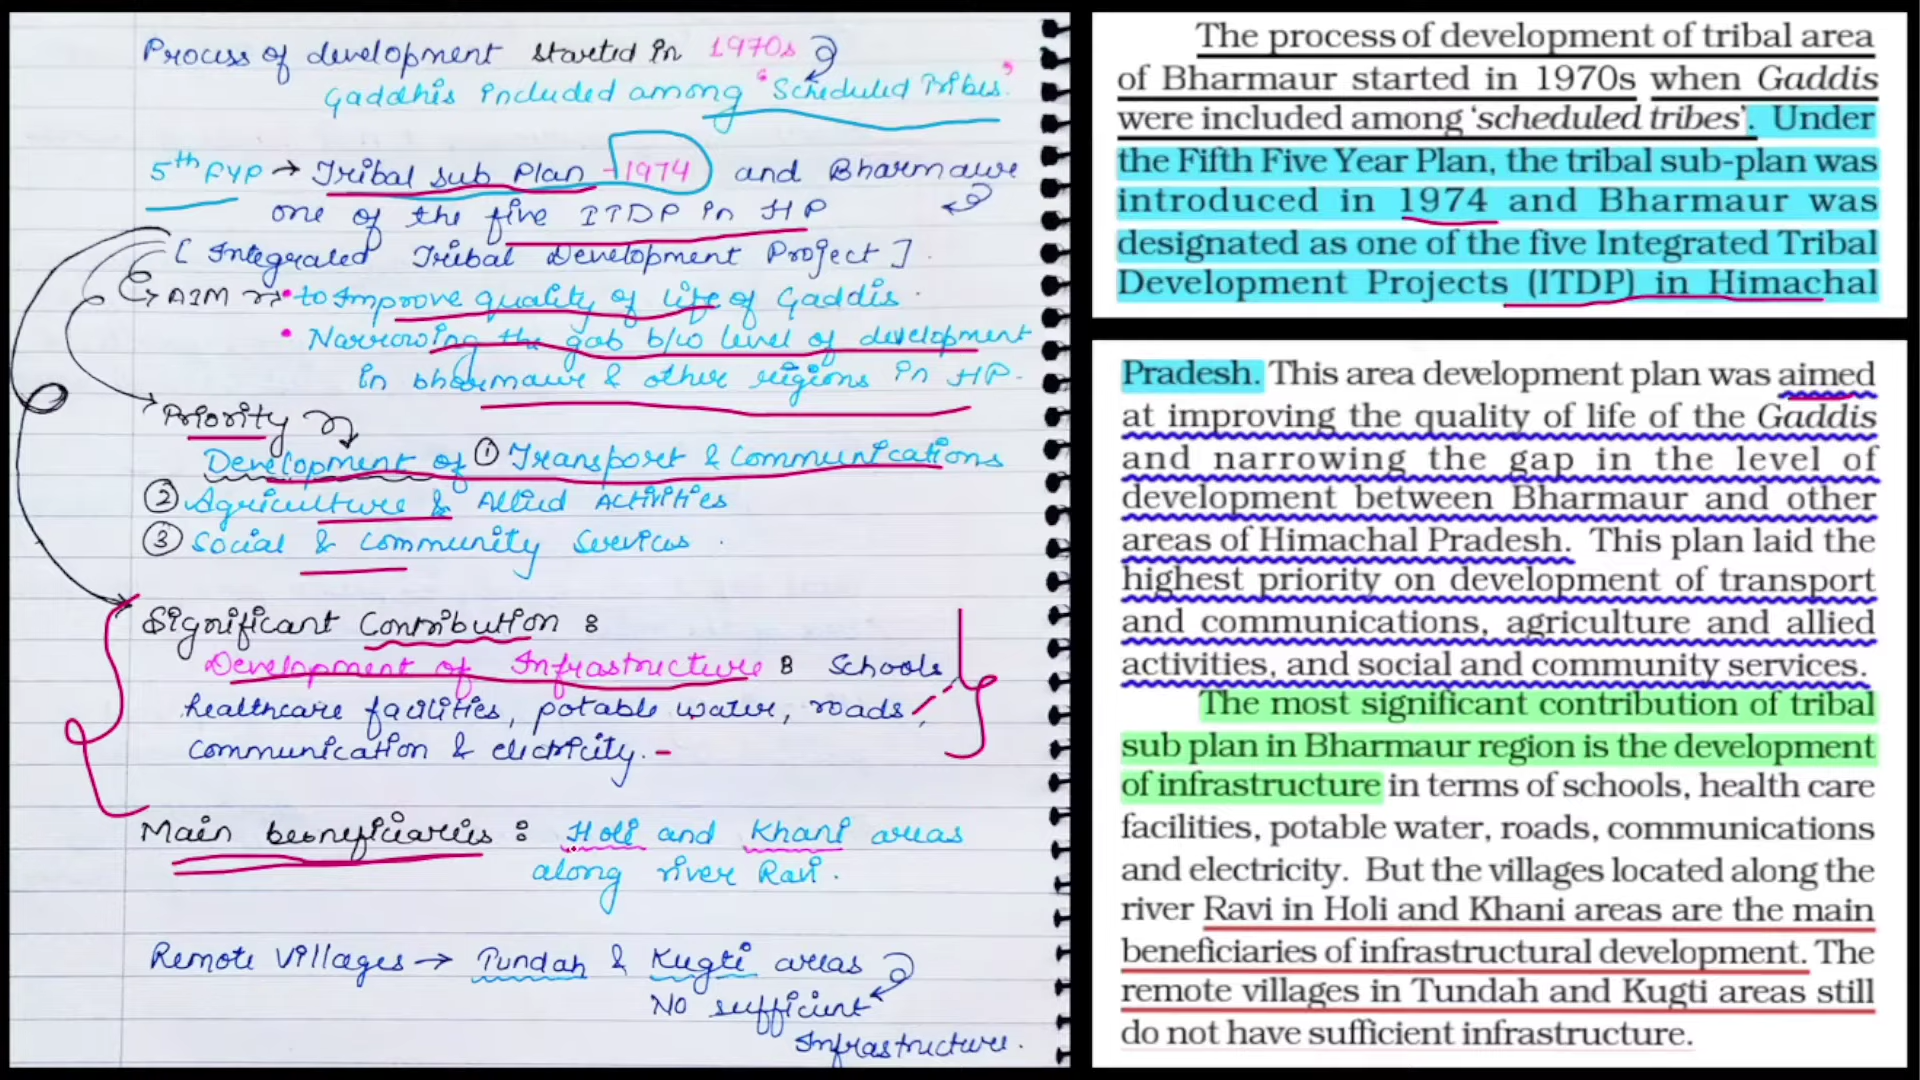 Process of development started in 1970s
Gaddhis included among 'Scheduled Tribes'.
5th FYP → Tribal sub Plan - 1974 and Bharmaur
one of the five ITDP in HP
[ Integrated Tribal Development Project ].
AIM • to Improve quality of life of Gaddis.
• Narrowing the gab b/w level of development
in bharmaur & other regions in HP.
Priority
Development of ① Transport & Communications
② Agriculture & Allied Activities
③ Social & Community Services.
Significant Contribution :
Development of Infrastructure : Schools
healthcare facilities, potable water, roads,
communication & electricity.
Main beneficiaries : Holi and Khani areas
along river Ravi.
Remote Villages → Tundah & Kugti areas
No sufficient
Infrastructure.
The process of development of tribal area
of Bharmaur started in 1970s when Gaddis
were included among 'scheduled tribes'. Under
the Fifth Five Year Plan, the tribal sub-plan was
introduced in 1974 and Bharmaur was
designated as one of the five Integrated Tribal
Development Projects (ITDP) in Himachal
Pradesh. This area development plan was aimed
at improving the quality of life of the Gaddis
and narrowing the gap in the level of
development between Bharmaur and other
areas of Himachal Pradesh. This plan laid the
highest priority on development of transport
and communications, agriculture and allied
activities, and social and community services.
The most significant contribution of tribal
sub plan in Bharmaur region is the development
of infrastructure in terms of schools, health care
facilities, potable water, roads, communications
and electricity. But the villages located along the
river Ravi in Holi and Khani areas are the main
beneficiaries of infrastructural development. The
remote villages in Tundah and Kugti areas still
do not have sufficient infrastructure.